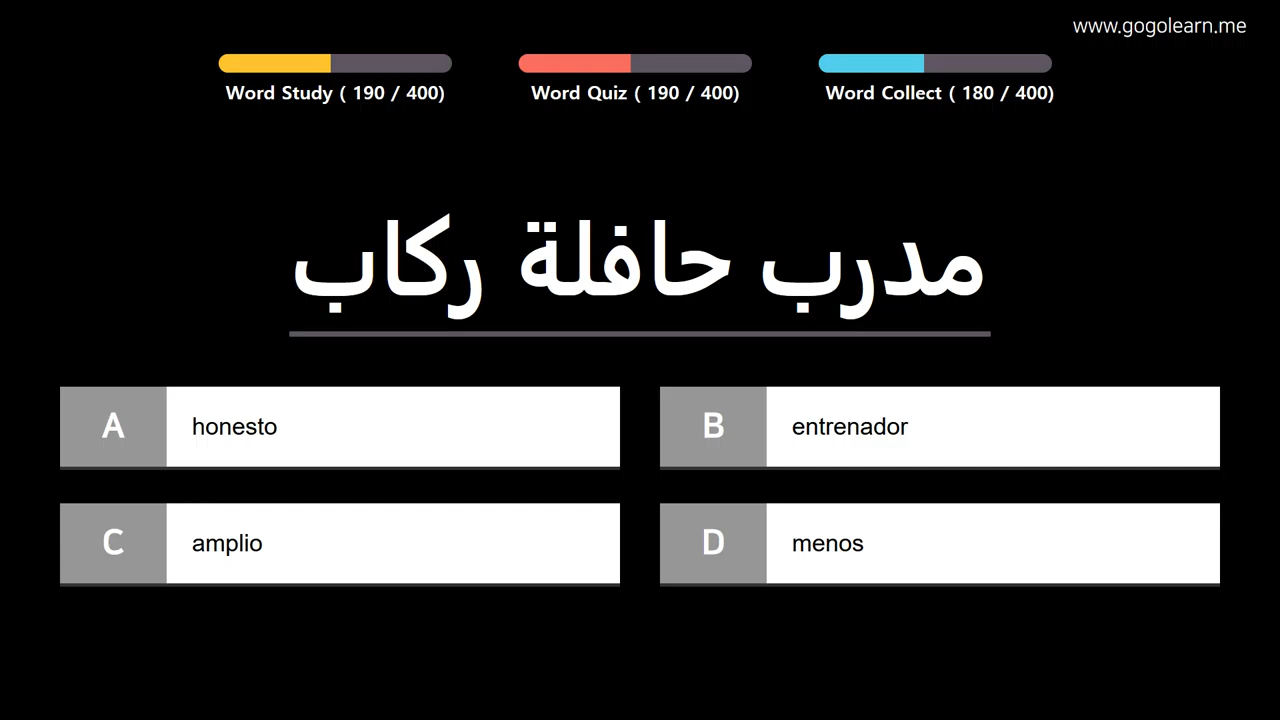 www.gogolearn.me
Word Study ( 190 / 400)
Word Quiz ( 190 / 400)
Word Collect ( 180 / 400)
مدرب حافلة ركاب
A honesto
B entrenador
C amplio
D menos